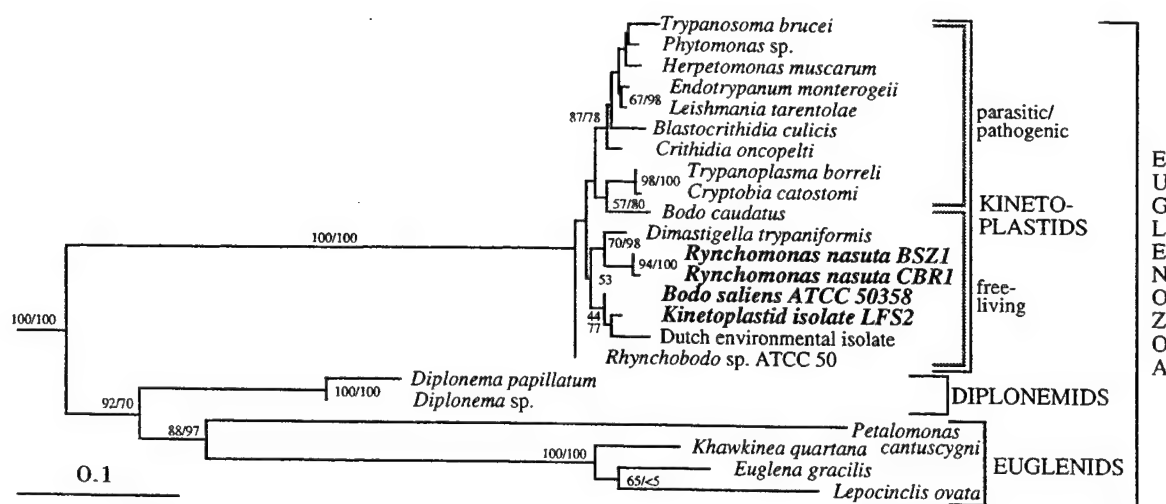 Trypanosoma brucei
Phytomonas sp.
Herpetomonas muscarum
Endotrypanum monterogeii
67/98
Leishmania tarentolae
87/78
Blastocrithidia culicis
Crithidia oncopelti
parasitic/
pathogenic
Trypanoplasma borreli
98/100
Cryptobia catostomi
57/80
Bodo caudatus
KINETO-
PLASTIDS
Dimastigella trypaniformis
70/98
Rynchomonas nasuta BSZ1
94/100
Rynchomonas nasuta CBR1
53
free-
living
Bodo saliens ATCC 50358
44
77
Kinetoplastid isolate LFS2
Dutch environmental isolate
Rhynchobodo sp. ATCC 50
100/100
100/100
Diplonema papillatum
100/100
Diplonema sp.
DIPLONEMIDS
92/70
88/97
Petalomonas
cantuscygni
Khawkinea quartana
100/100
Euglena gracilis
65/<5
Lepocinclis ovata
EUGLENIDS
0.1
E
U
G
L
E
N
O
Z
O
A